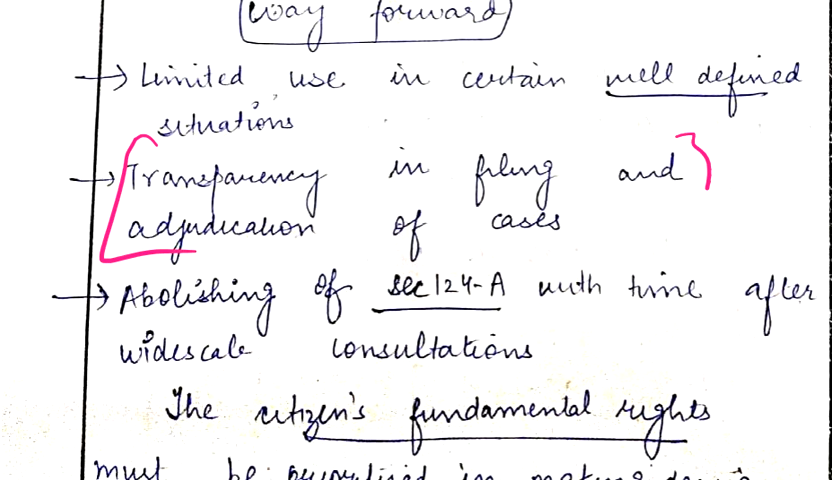 Way forward
→ Limited use in certain well defined
situations
→ Transparency in filing and
adjudication of cases
→ Abolishing of sec 124-A with time after
widescale consultations
The citizen's fundamental rights
must be in